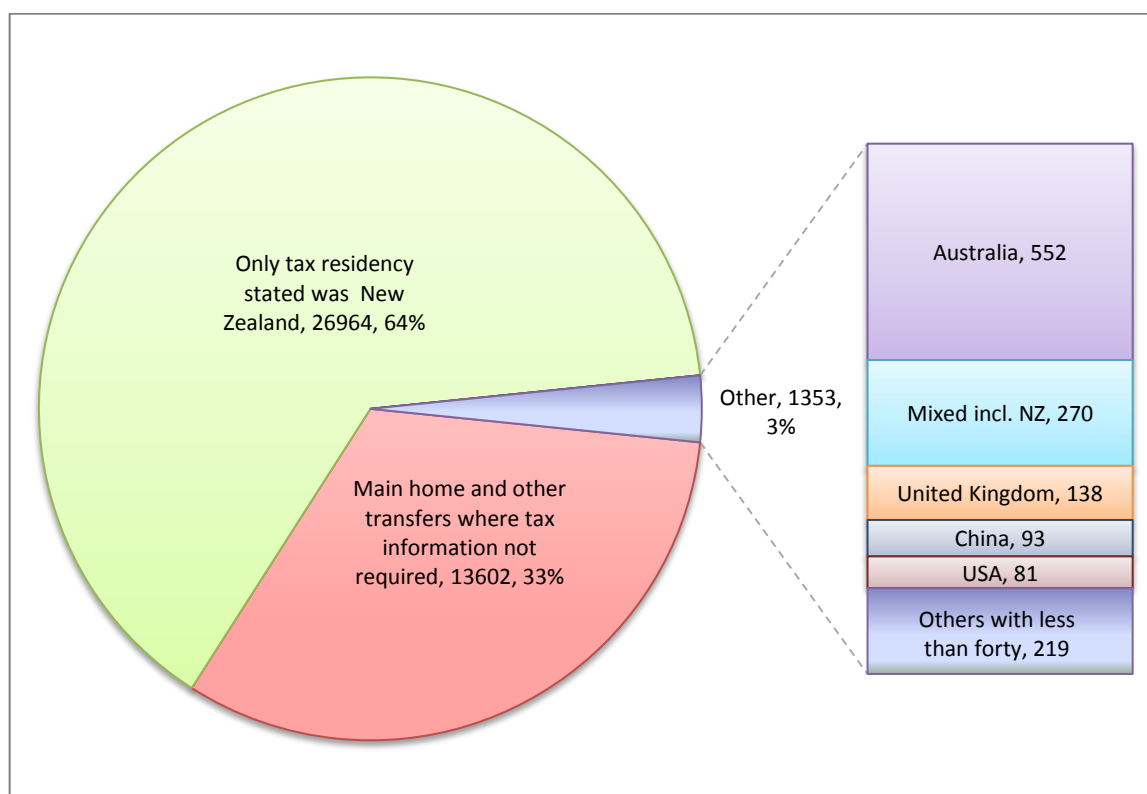 Only tax residency
stated was New
Zealand, 26964, 64%
Other, 1353,
3%
Main home and other
transfers where tax
information not
required, 13602, 33%
Australia, 552
Mixed incl. NZ, 270
United Kingdom, 138
China, 93
USA, 81
Others with less
than forty, 219